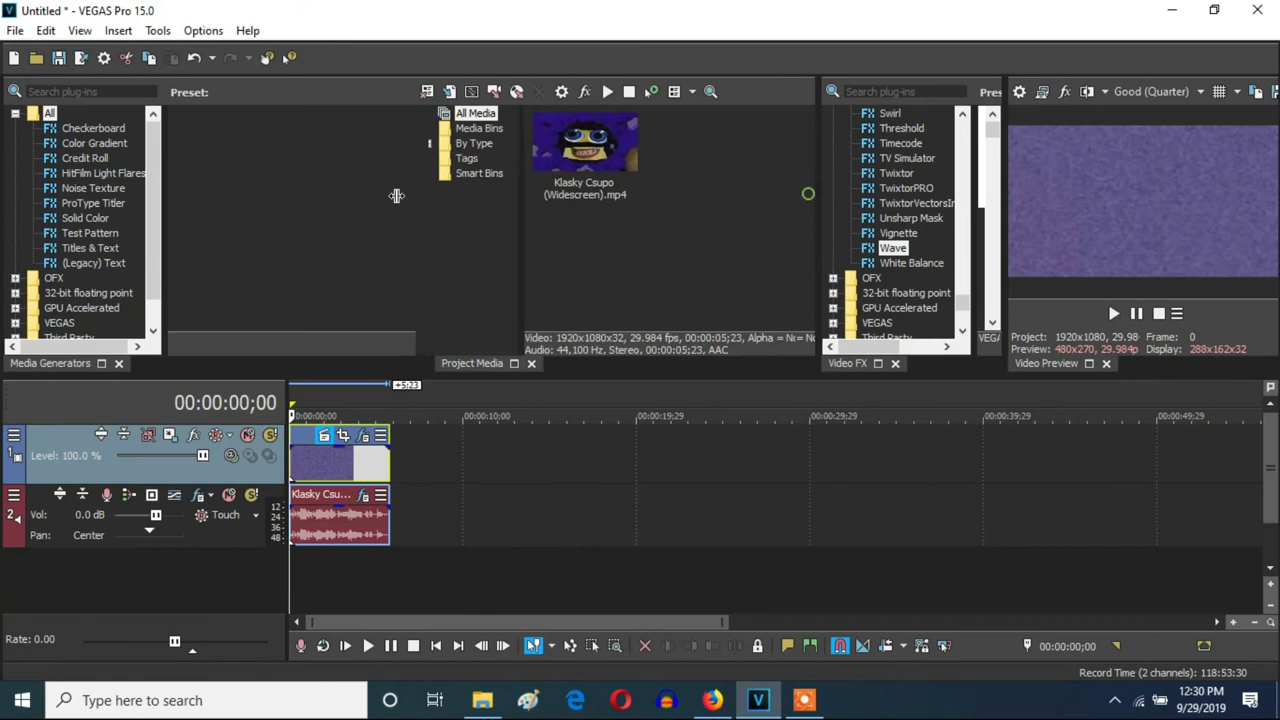 Untitled * - VEGAS Pro 15.0
File Edit View Insert Tools Options Help
Search plug-ins
Preset:
All
Checkerboard
Color Gradient
Credit Roll
HitFilm Light Flares
Noise Texture
ProType Titler
Solid Color
Test Pattern
Titles & Text
(Legacy) Text
OFX
32-bit floating point
GPU Accelerated
VEGAS
Third Party
Media Generators
All Media
Media Bins
By Type
Tags
Smart Bins
Klasky Csupo
(Widescreen).mp4
Video: 1920x1080x32, 29.984 fps, 00:00:05;23, Alpha =
Audio: 44,100 Hz, Stereo, 00:00:05;23, AAC
Project Media
Search plug-ins
Pres
Swirl
Threshold
Timecode
TV Simulator
Twixtor
TwixtorPRO
TwixtorVectorsIn
Unsharp Mask
Vignette
Wave
White Balance
OFX
32-bit floating point
GPU Accelerated
VEGAS
Third Party
VEGA
Video FX
Good (Quarter)
Project: 1920x1080, 29.98 Frame: 0
Preview: 480x270, 29.984p Display: 288x162x32
Video Preview
+5;23
00:00:00;00
0:00:00;00 00:00:10;00 00:00:19;29 00:00:29;29 00:00:39;29 00:00:49;29
1
Level: 100.0 %
2
Vol: 0.0 dB Touch
Pan: Center
12
24
36
48
Klasky Csu...
Rate: 0.00
00:00:00;00
Record Time (2 channels): 118:53:30
Type here to search
12:30 PM
9/29/2019